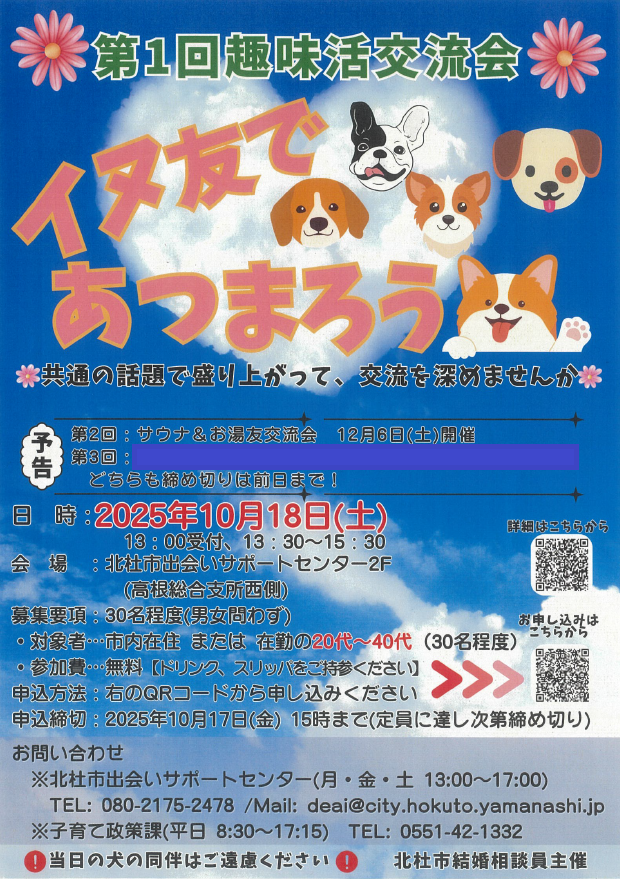 第1回趣味活交流会
イヌ友で
あつまろう
共通の話題で盛り上がって、交流を深めませんか
予告
第2回：サウナ＆お湯友交流会 12月6日(土)開催
第3回：
どちらも締め切りは前日まで！
日 時：2025年10月18日(土)
13：00受付、13：30～15：30
会 場 ：北杜市出会いサポートセンター2F
(高根総合支所西側)
募集要項：30名程度(男女問わず)
・対象者…市内在住 または 在勤の20代～40代（30名程度）
・参加費…無料【ドリンク、スリッパをご持参ください】
申込方法：右のQRコードから申し込みください
申込締切：2025年10月17日(金) 15時まで(定員に達し次第締め切り)
詳細はこちらから
お申し込みは
こちらから
お問い合わせ
※北杜市出会いサポートセンター(月・金・土 13:00～17:00)
TEL: 080-2175-2478 /Mail: deai@city.hokuto.yamanashi.jp
※子育て政策課(平日 8:30～17:15) TEL: 0551-42-1332
！当日の犬の同伴はご遠慮ください！ 北杜市結婚相談員主催